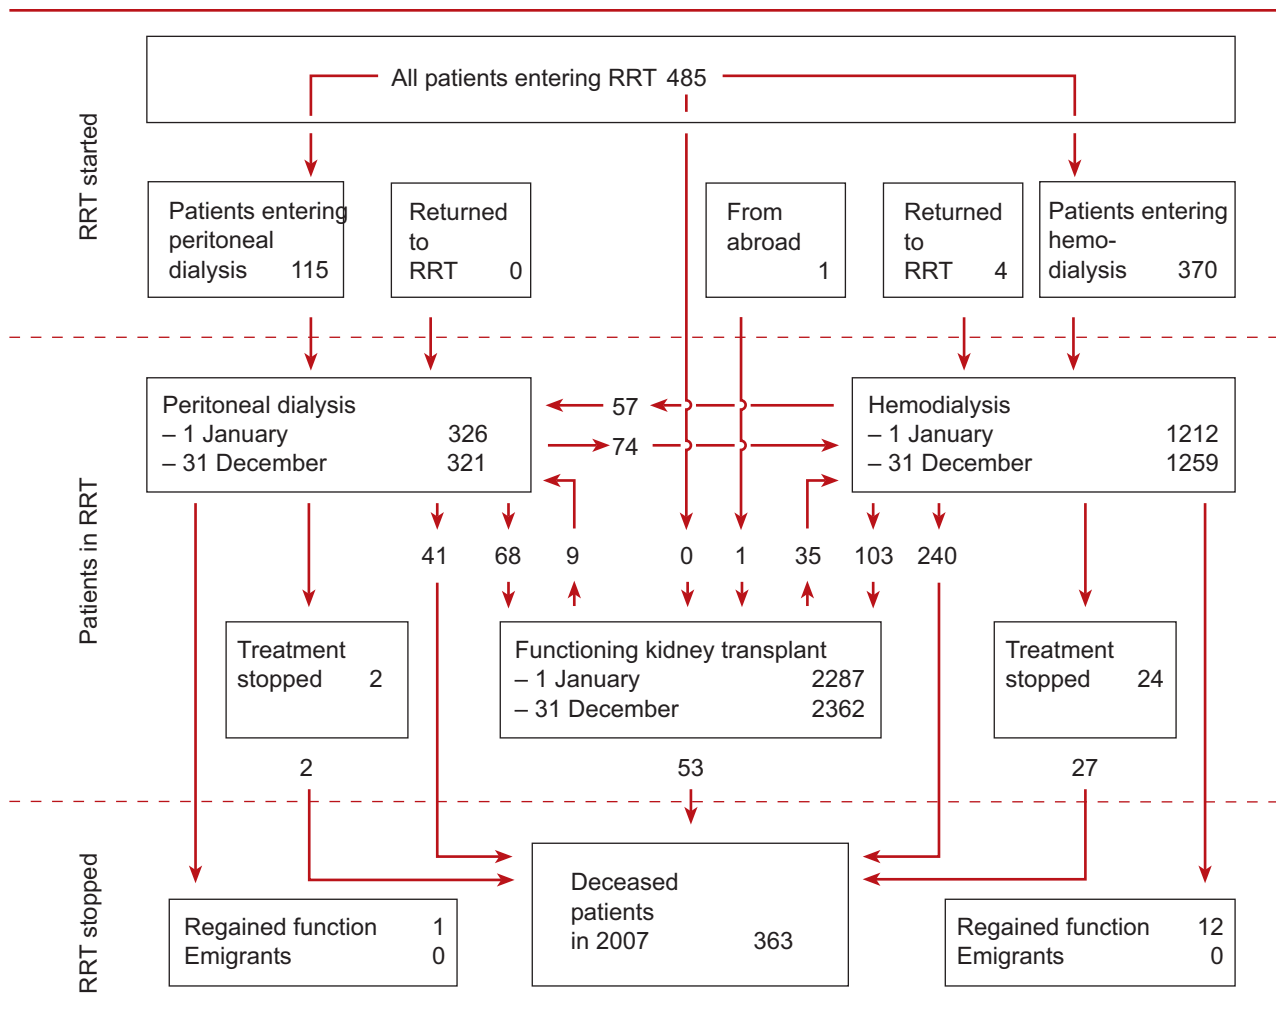 All patients entering RRT 485
RRT started
Patients entering
peritoneal
dialysis 115
Returned
to
RRT 0
From
abroad
1
Returned
to
RRT 4
Patients entering
hemo-
dialysis 370
Patients in RRT
Peritoneal dialysis
– 1 January 326
– 31 December 321
57
74
Hemodialysis
– 1 January 1212
– 31 December 1259
41
68
9
0
1
35
103
240
Treatment
stopped 2
Functioning kidney transplant
– 1 January 2287
– 31 December 2362
Treatment
stopped 24
2
53
27
RRT stopped
Regained function 1
Emigrants 0
Deceased
patients
in 2007 363
Regained function 12
Emigrants 0